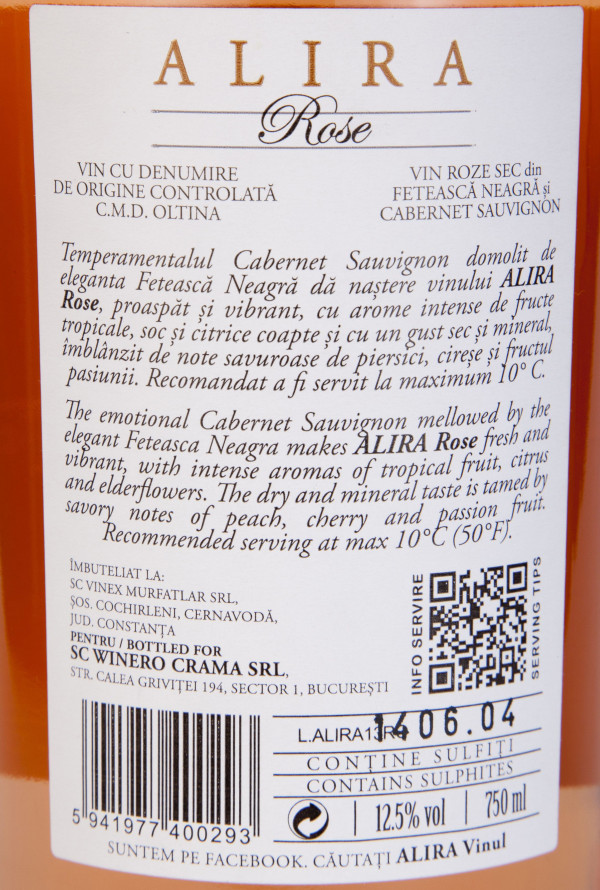 ALIRA
Rose
VIN CU DENUMIRE
DE ORIGINE CONTROLATĂ
C.M.D. OLTINA
VIN ROZE SEC din
FETEASCĂ NEAGRĂ și
CABERNET SAUVIGNON
Temperamentalul Cabernet Sauvignon domolit de
eleganta Fetească Neagră dă naștere vinului ALIRA
Rose, proaspăt și vibrant, cu arome intense de fructe
tropicale, soc și citrice coapte și cu un gust sec și mineral,
îmblânzit de note savuroase de piersici, cireșe și fructul
pasiunii. Recomandat a fi servit la maximum 10° C.
The emotional Cabernet Sauvignon mellowed by the
elegant Feteasca Neagra makes ALIRA Rose fresh and
vibrant, with intense aromas of tropical fruit, citrus
and elderflowers. The dry and mineral taste is tamed by
savory notes of peach, cherry and passion fruit.
Recommended serving at max 10°C (50°F).
ÎMBUTELIAT LA:
SC VINEX MURFATLAR SRL,
ȘOS. COCHIRLENI, CERNAVODĂ,
JUD. CONSTANȚA
PENTRU / BOTTLED FOR
SC WINERO CRAMA SRL,
STR. CALEA GRIVIȚEI 194, SECTOR 1, BUCUREȘTI
INFO SERVIRE
SERVING TIPS
L.ALIRA13R 1406.04
CONȚINE SULFIȚI
CONTAINS SULPHITES
12.5% vol
750 ml
5 941977 400293
SUNTEM PE FACEBOOK. CĂUTAȚI ALIRA Vinul